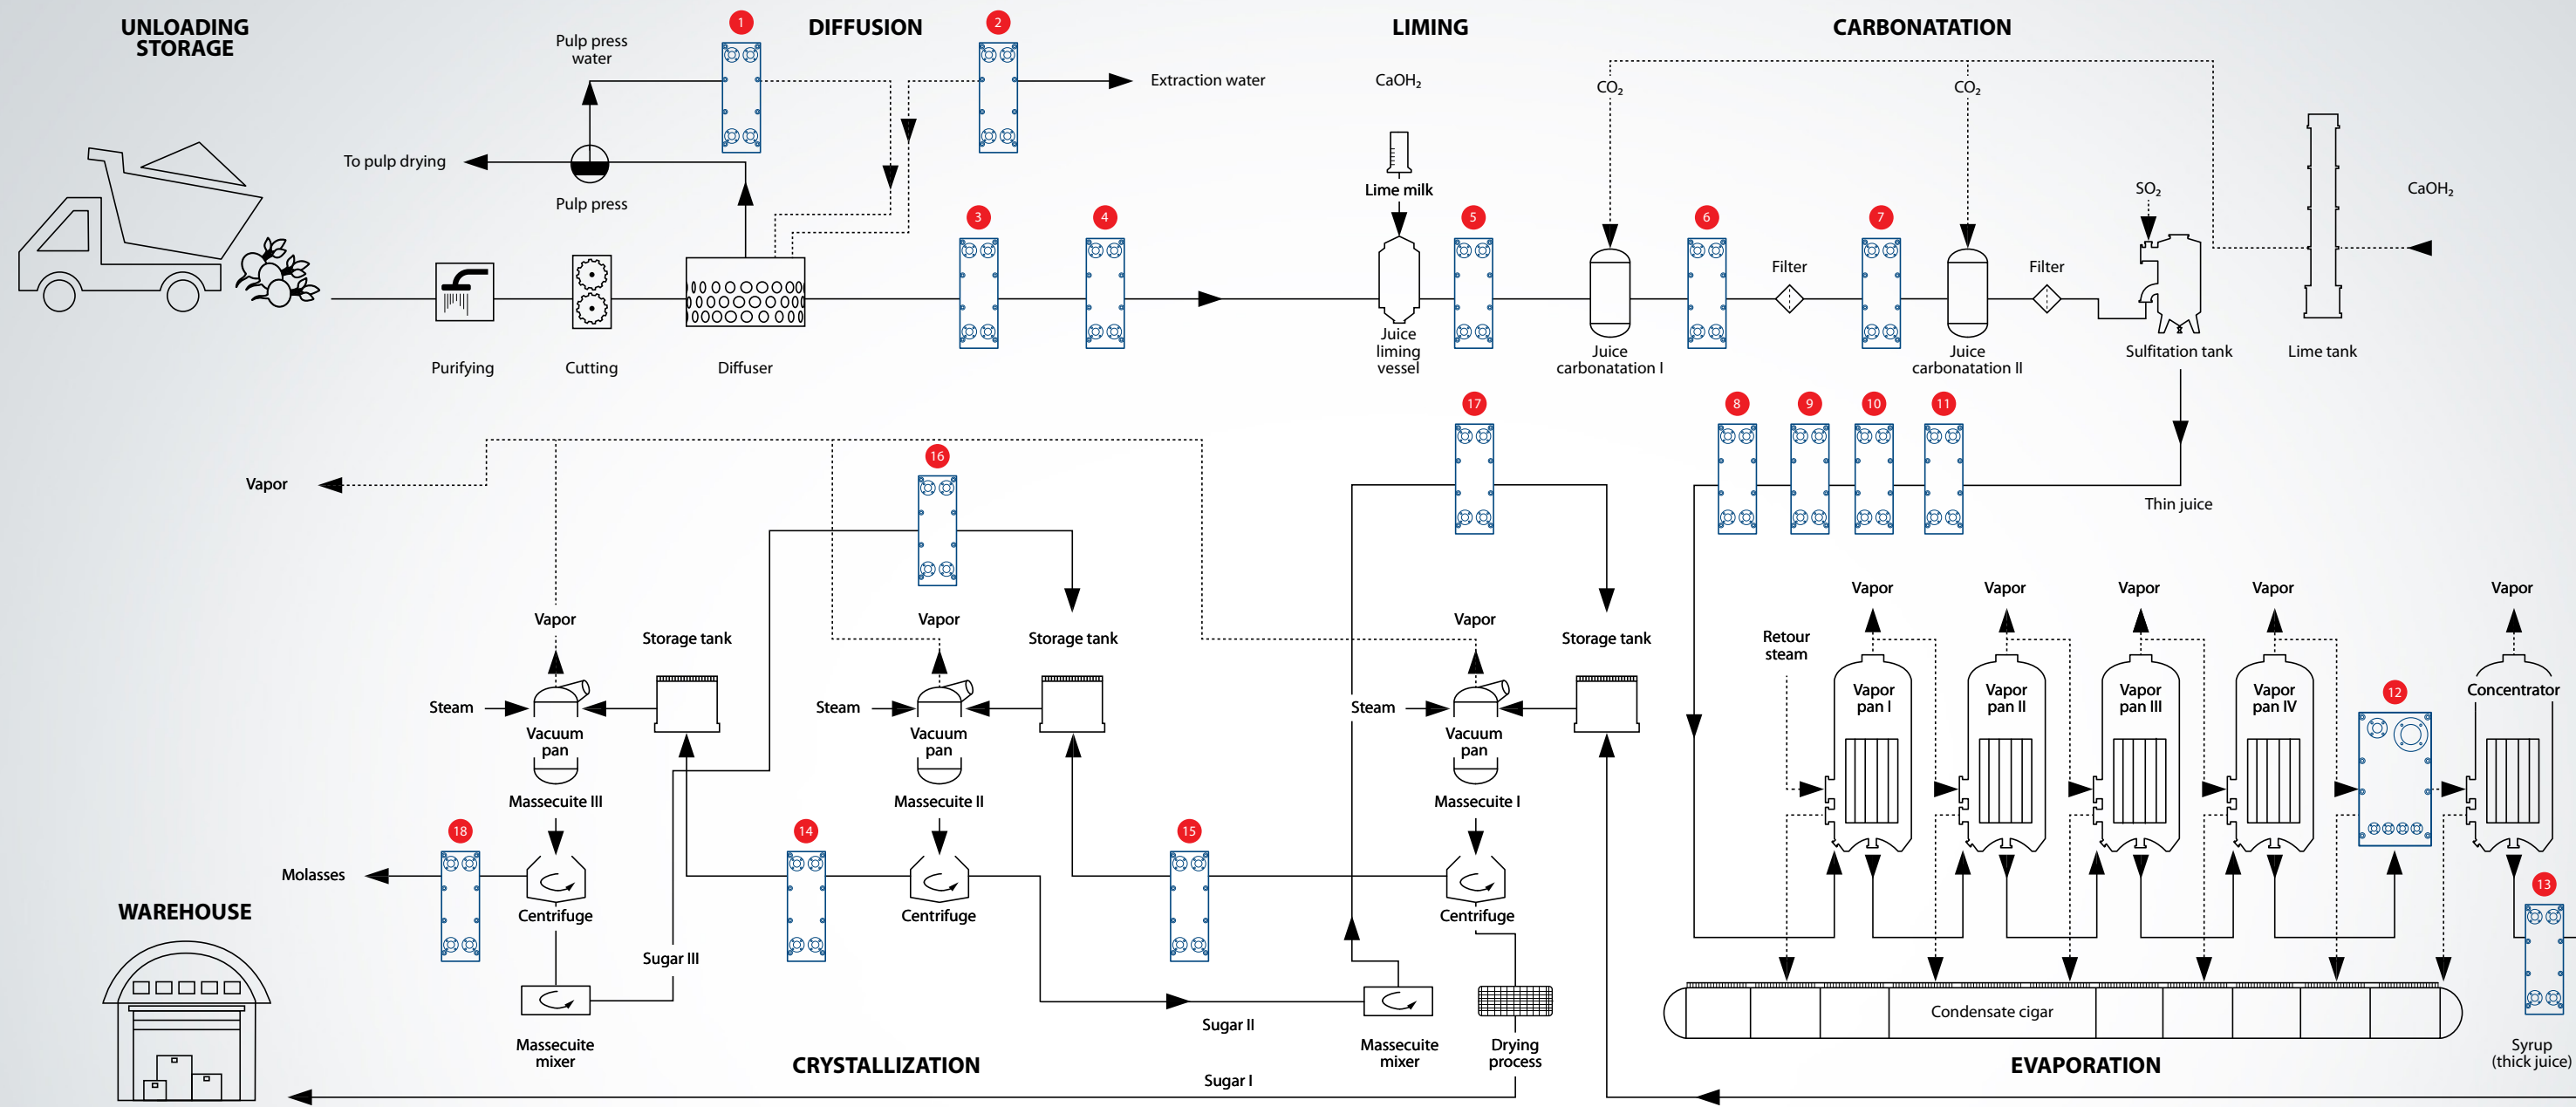 UNLOADING
STORAGE
1
DIFFUSION
2
LIMING
CARBONATATION
Pulp press
water
Extraction water
CaOH₂
CO₂
CO₂
To pulp drying
Pulp press
Lime milk
SO₂
CaOH₂
3
4
5
6
7
Filter
Filter
Purifying
Cutting
Diffuser
Juice
liming
vessel
Juice
carbonatation I
Juice
carbonatation II
Sulfitation tank
Lime tank
17
8
9
10
11
16
Vapor
Thin juice
Vapor
Storage tank
Vapor
Storage tank
Vapor
Storage tank
Retour
steam
Vapor
Vapor
Vapor
Vapor
Vapor
Steam
Vacuum
pan
Steam
Vacuum
pan
Steam
Vacuum
pan
Vapor
pan I
Vapor
pan II
Vapor
pan III
Vapor
pan IV
12
Concentrator
Massecuite III
Massecuite II
Massecuite I
18
14
15
13
Molasses
Centrifuge
Centrifuge
Centrifuge
WAREHOUSE
Sugar III
Sugar II
Condensate cigar
Massecuite
mixer
CRYSTALLIZATION
Massecuite
mixer
Drying
process
EVAPORATION
Syrup
(thick juice)
Sugar I